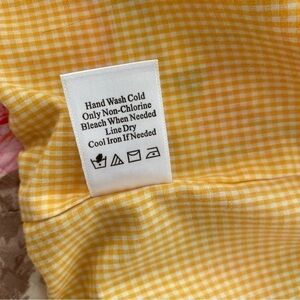 Hand Wash Cold
Only Non-Chlorine
Bleach When Needed
Line Dry
Cool Iron If Needed